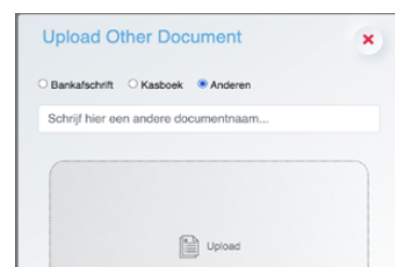 Upload Other Document
Bankafschrift Kasboek Anderen
Schrijf hier een andere documentnaam...
Upload